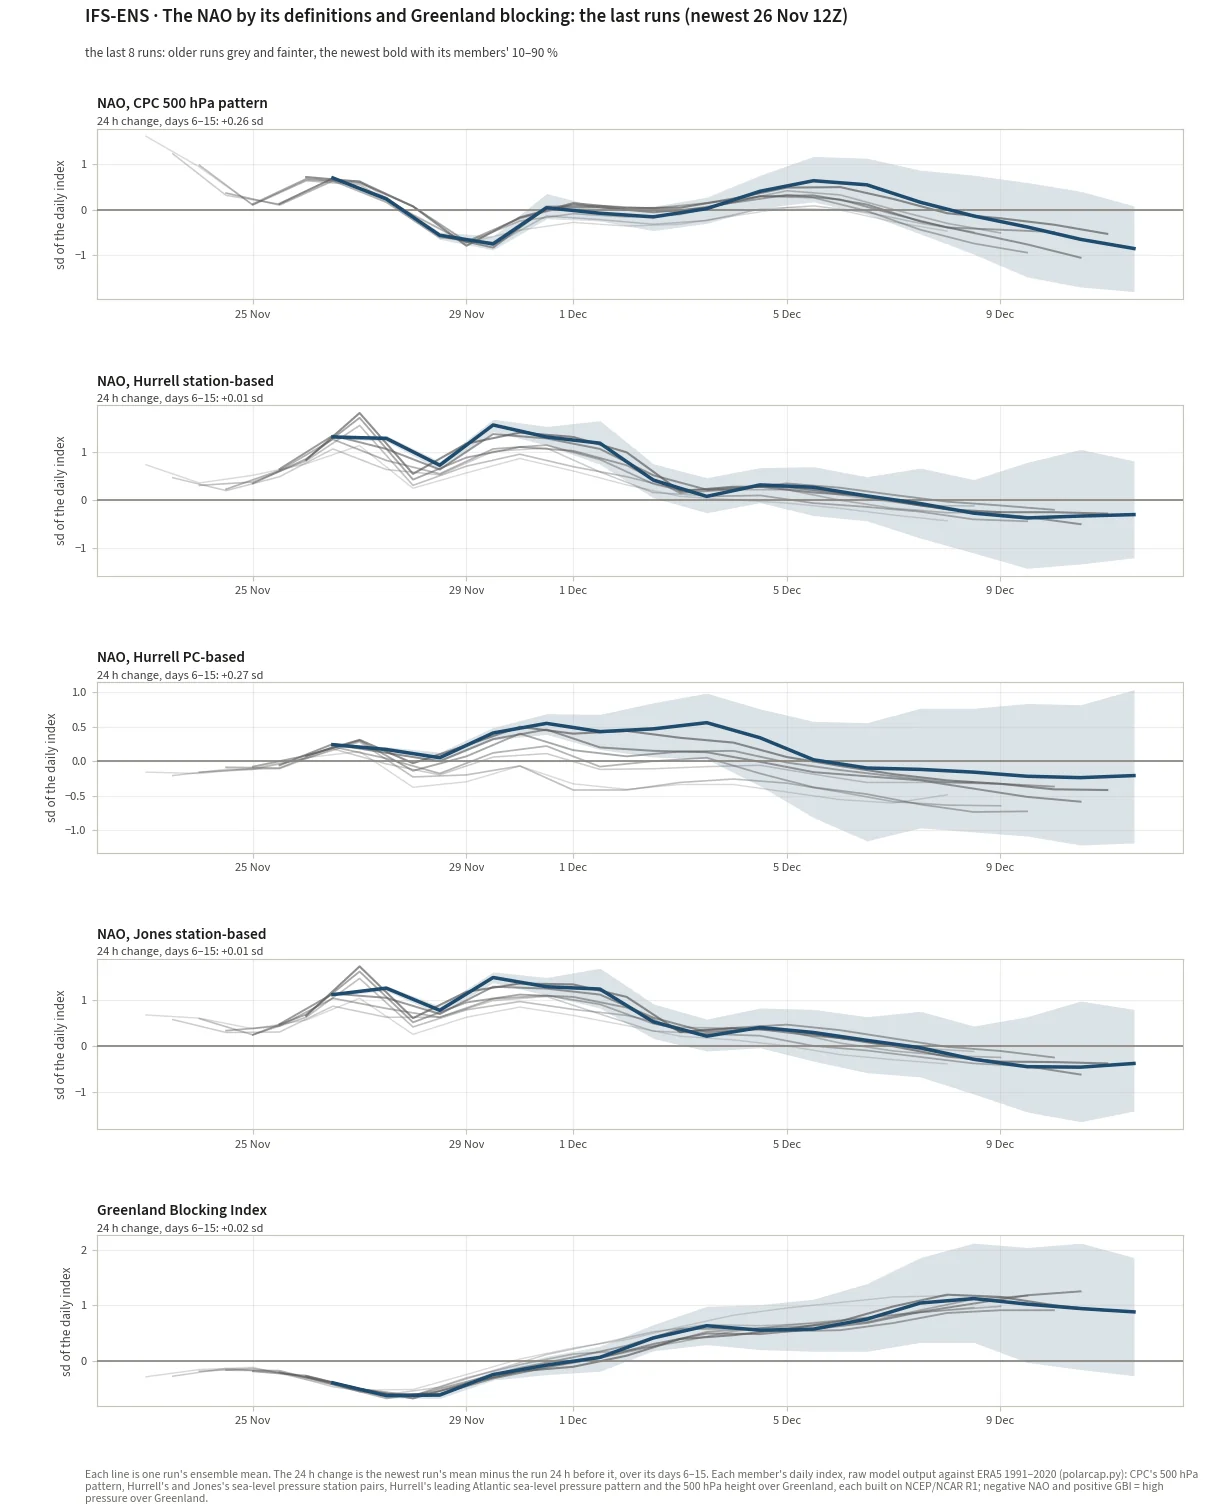 IFS-ENS · The NAO by its definitions and Greenland blocking: the last runs (newest 26 Nov 12Z)
the last 8 runs: older runs grey and fainter, the newest bold with its members' 10–90 %
NAO, CPC 500 hPa pattern
24 h change, days 6–15: +0.26 sd
sd of the daily index
1
0
−1
25 Nov
29 Nov
1 Dec
5 Dec
9 Dec
NAO, Hurrell station-based
24 h change, days 6–15: +0.01 sd
sd of the daily index
1
0
−1
25 Nov
29 Nov
1 Dec
5 Dec
9 Dec
NAO, Hurrell PC-based
24 h change, days 6–15: +0.27 sd
sd of the daily index
1.0
0.5
0.0
−0.5
−1.0
25 Nov
29 Nov
1 Dec
5 Dec
9 Dec
NAO, Jones station-based
24 h change, days 6–15: +0.01 sd
sd of the daily index
1
0
−1
25 Nov
29 Nov
1 Dec
5 Dec
9 Dec
Greenland Blocking Index
24 h change, days 6–15: +0.02 sd
sd of the daily index
2
1
0
25 Nov
29 Nov
1 Dec
5 Dec
9 Dec
Each line is one run's ensemble mean. The 24 h change is the newest run's mean minus the run 24 h before it, over its days 6–15. Each member's daily index, raw model output against ERA5 1991–2020 (polarcap.py): CPC's 500 hPa
pattern, Hurrell's and Jones's sea-level pressure station pairs, Hurrell's leading Atlantic sea-level pressure pattern and the 500 hPa height over Greenland, each built on NCEP/NCAR R1; negative NAO and positive GBI = high
pressure over Greenland.